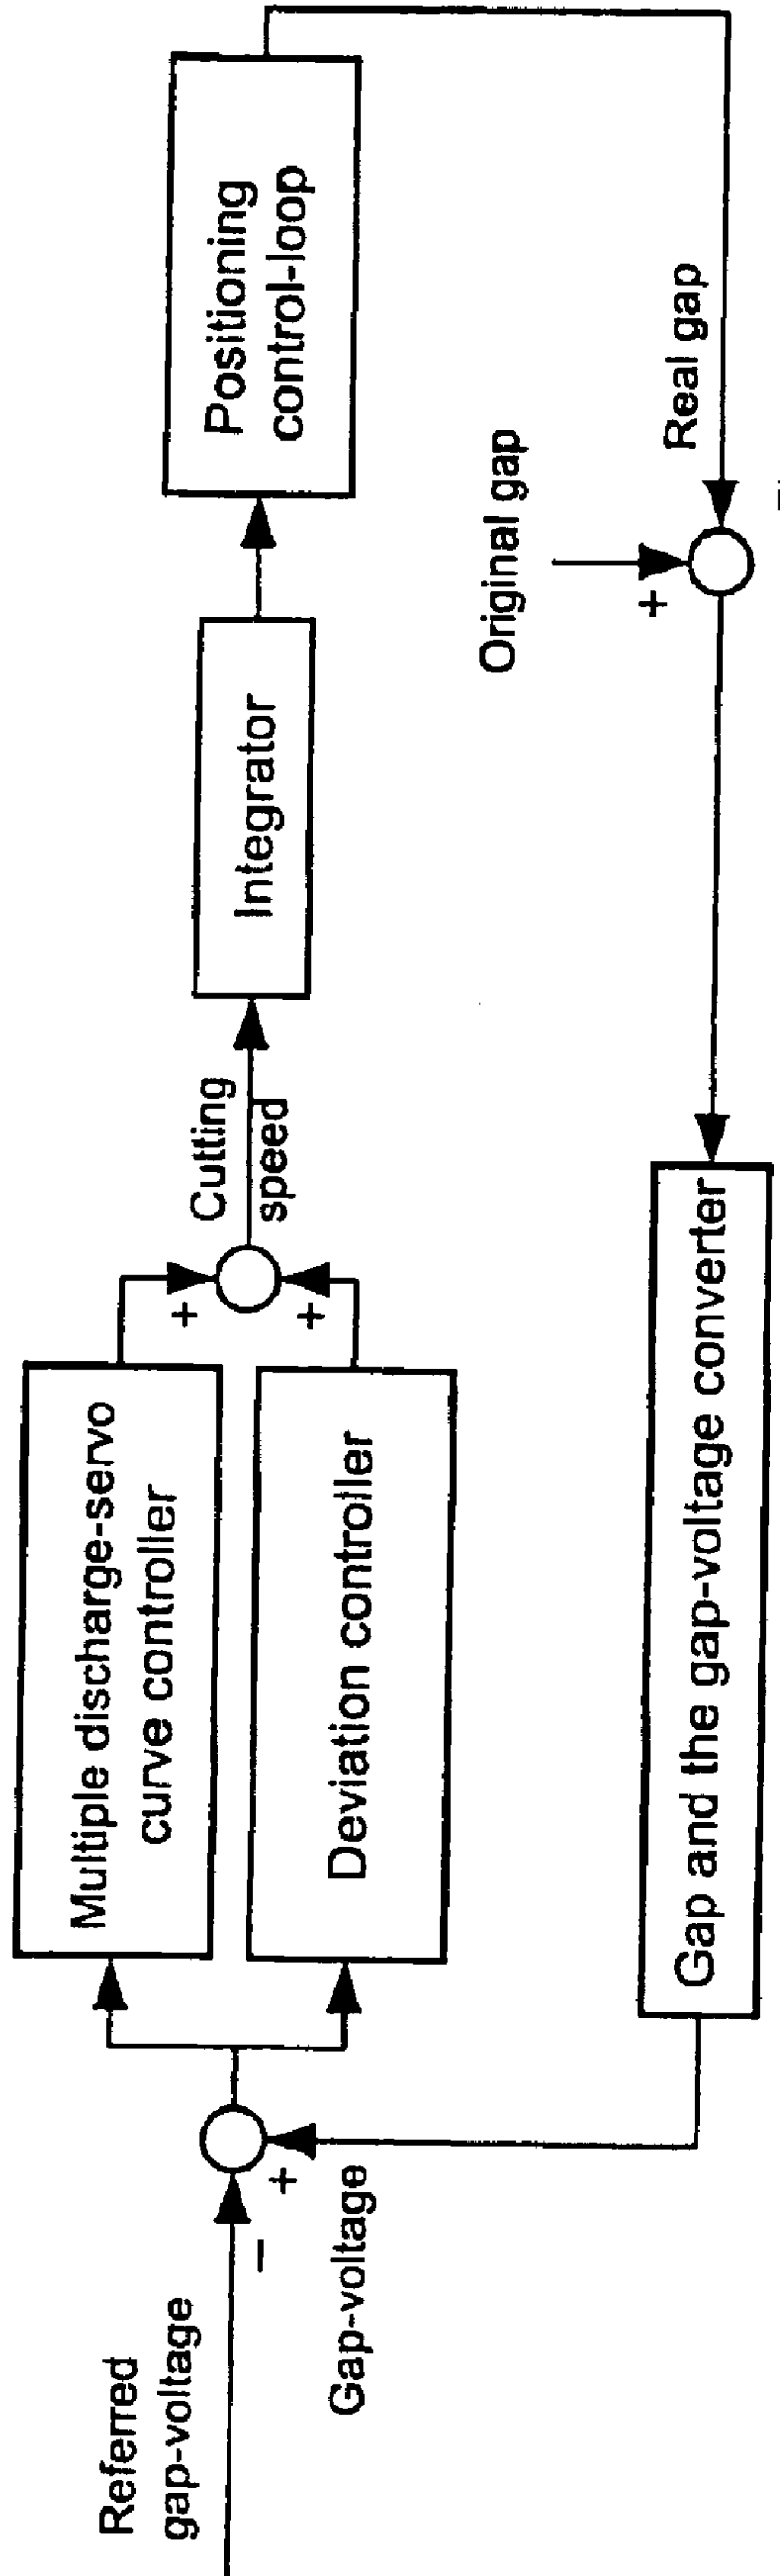 Referred
gap-voltage
−
+
Gap-voltage
Multiple discharge-servo
curve controller
Deviation controller
+
+
Cutting
speed
Integrator
Positioning
control-loop
Original gap
+
Real gap
Gap and the gap-voltage converter